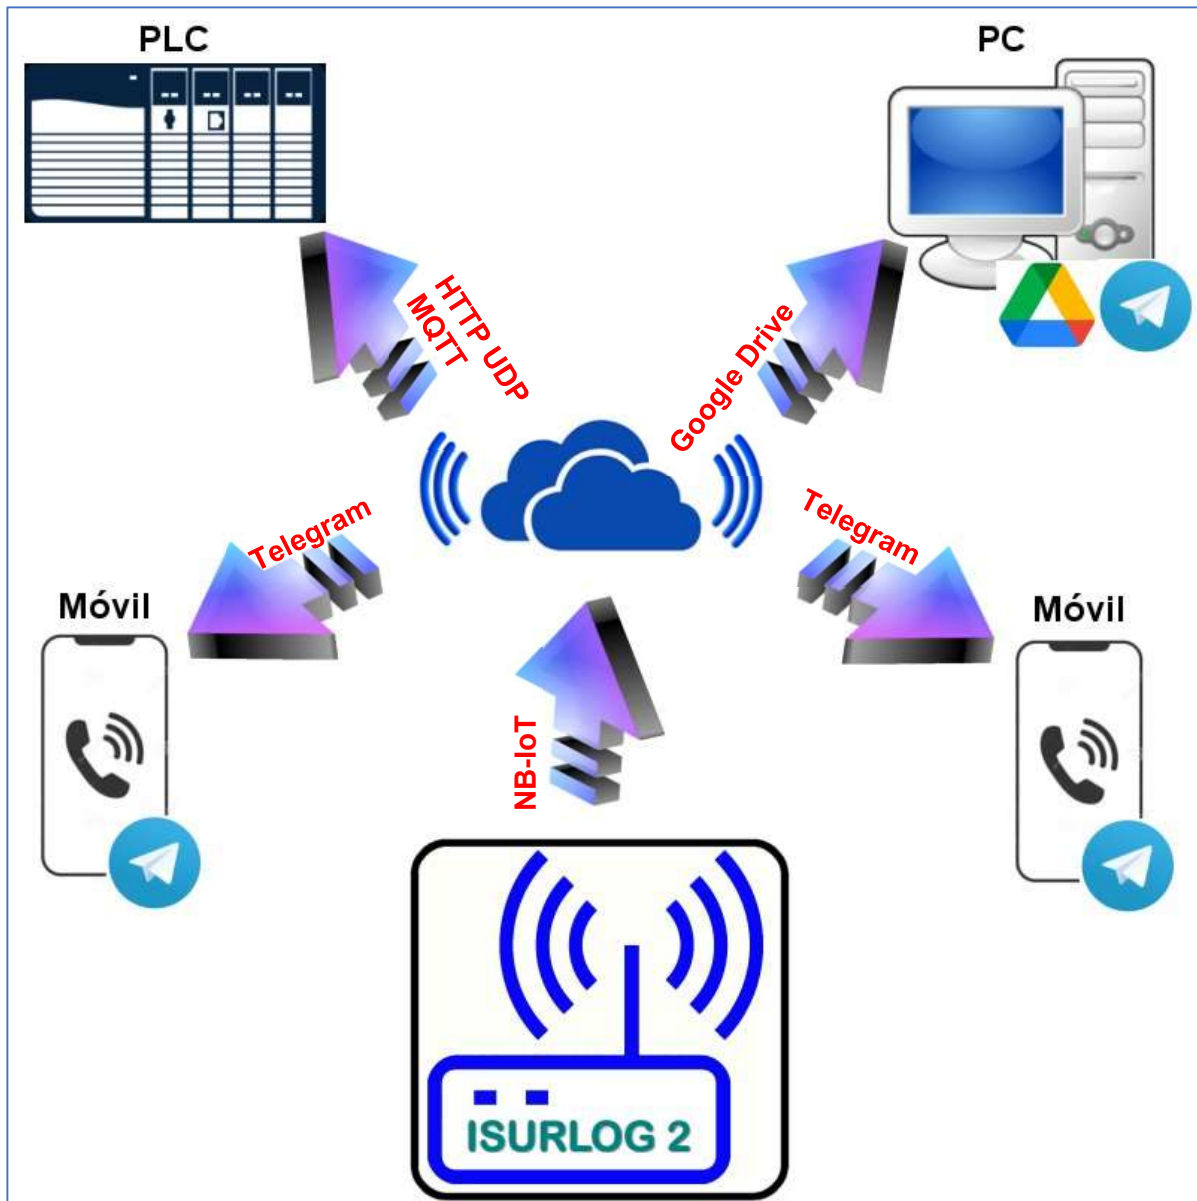 PLC
PC
HTTP UDP
MQTT
Google Drive
Telegram
Telegram
Móvil
Móvil
NB-IoT
ISURLOG 2